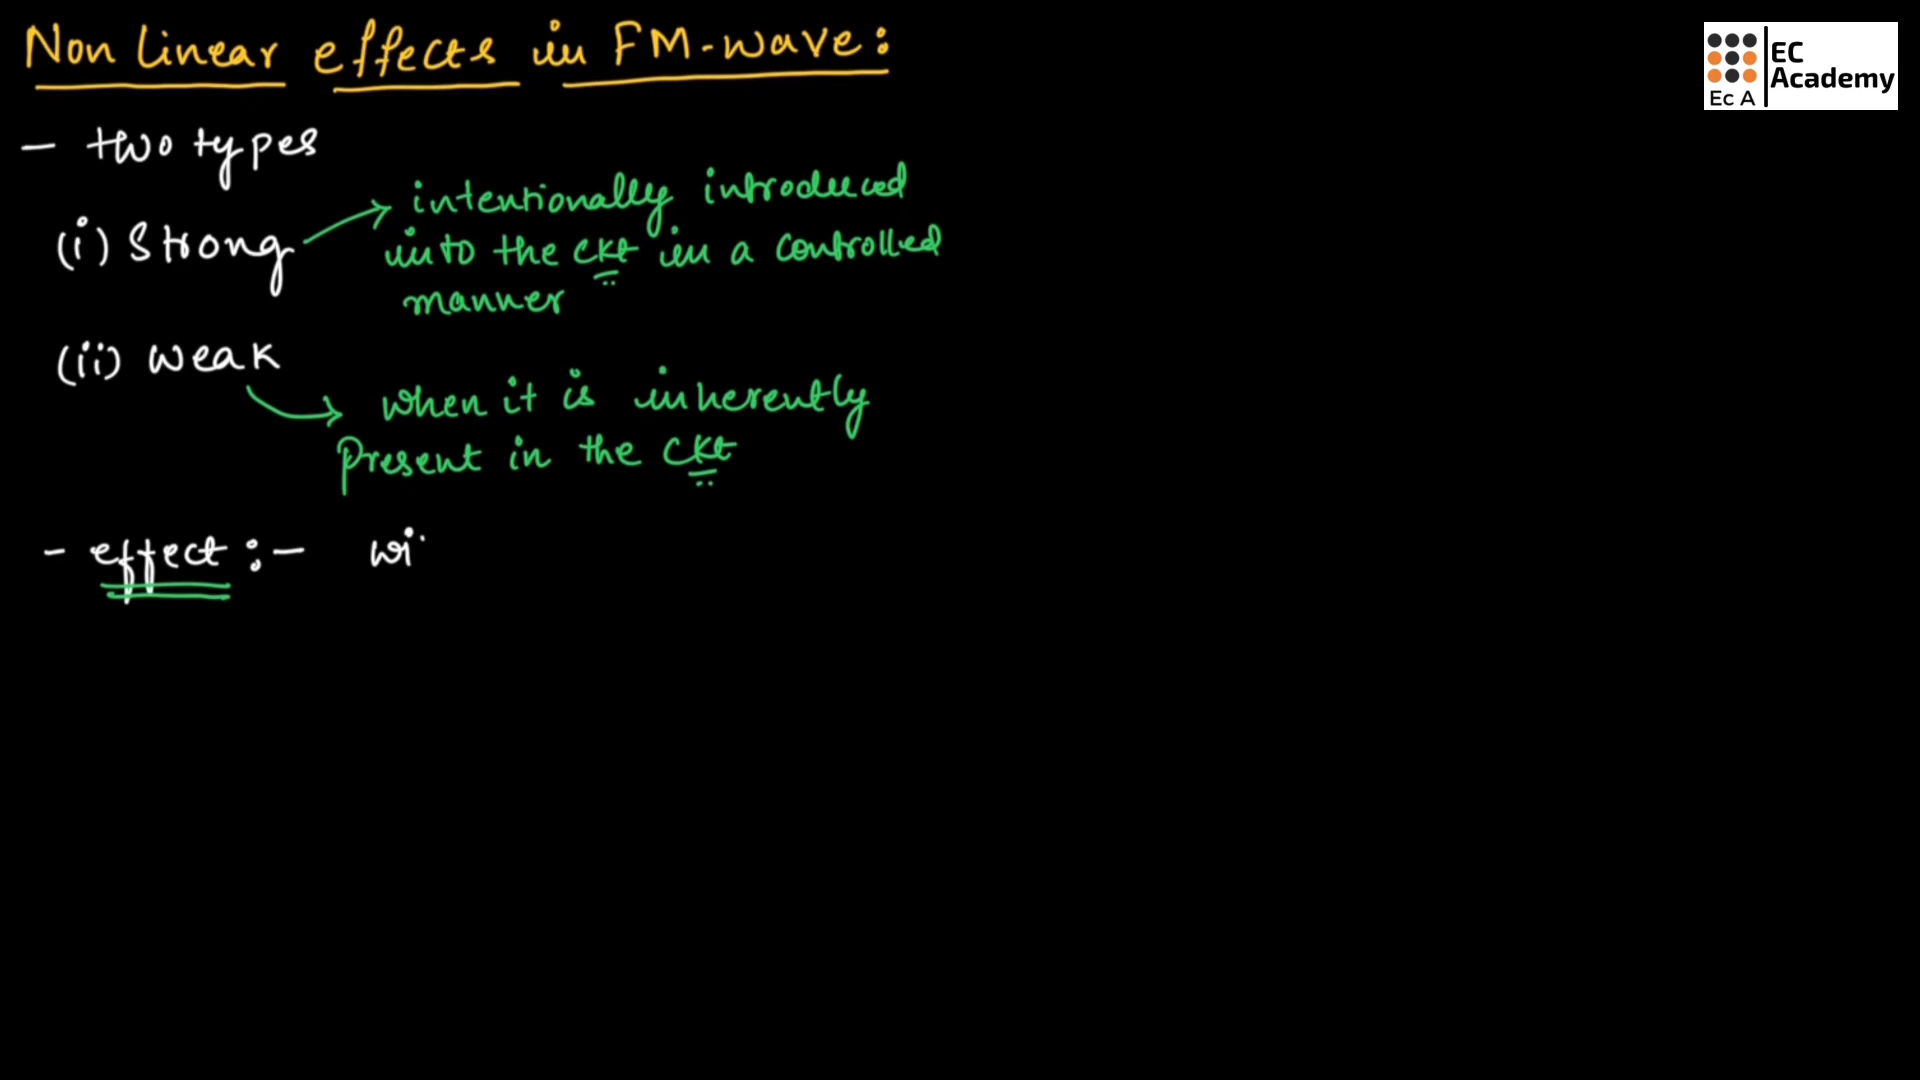 Non linear effects in FM-wave:
EC
Academy
Ec A
- two types
(i) Strong
intentionally introduced
into the ckt in a controlled
manner
(ii) weak
when it is inherently
present in the ckt
- effect :- wi